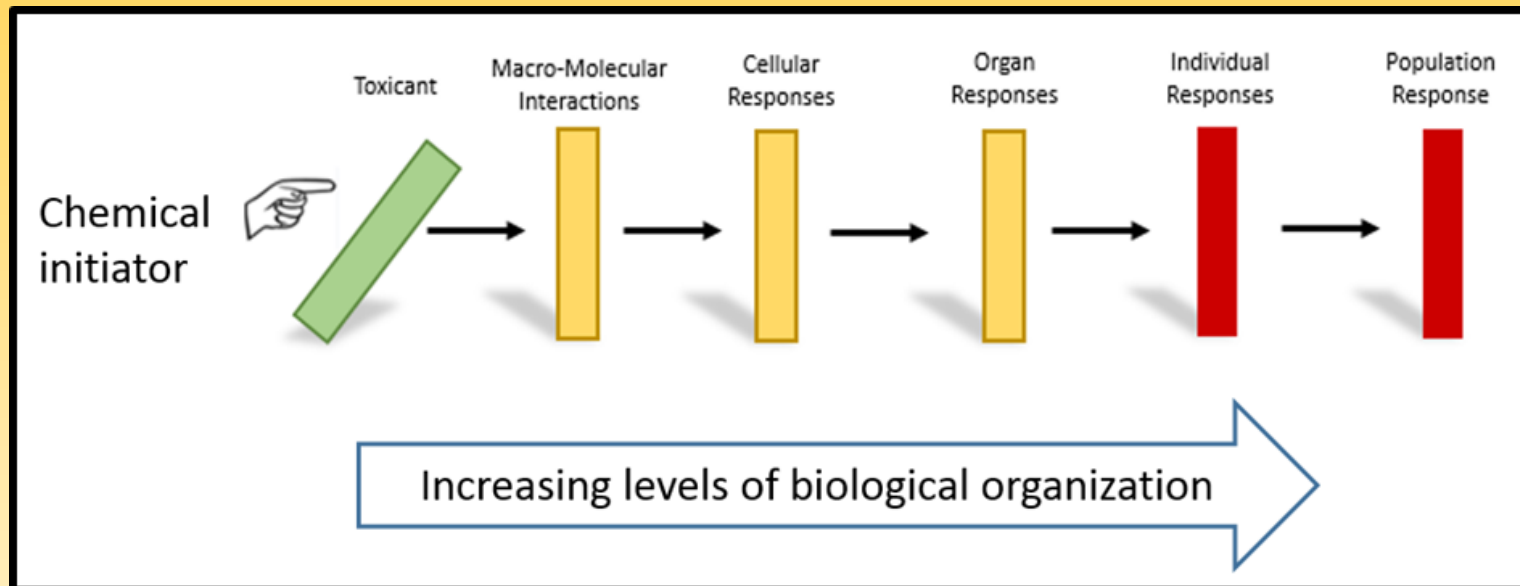 Toxicant
Macro-Molecular
Interactions
Cellular
Responses
Organ
Responses
Individual
Responses
Population
Response
Chemical
initiator
Increasing levels of biological organization